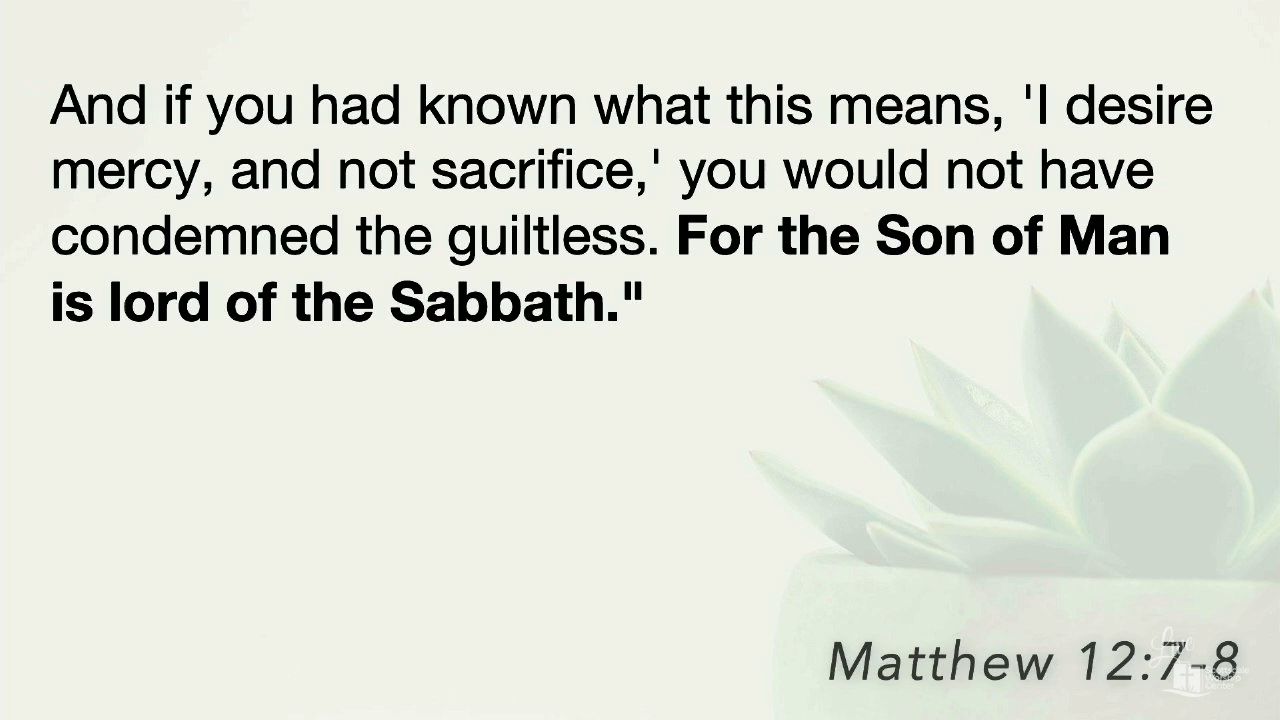 And if you had known what this means, 'I desire
mercy, and not sacrifice,' you would not have
condemned the guiltless. For the Son of Man
is lord of the Sabbath."
Matthew 12:7-8
Live